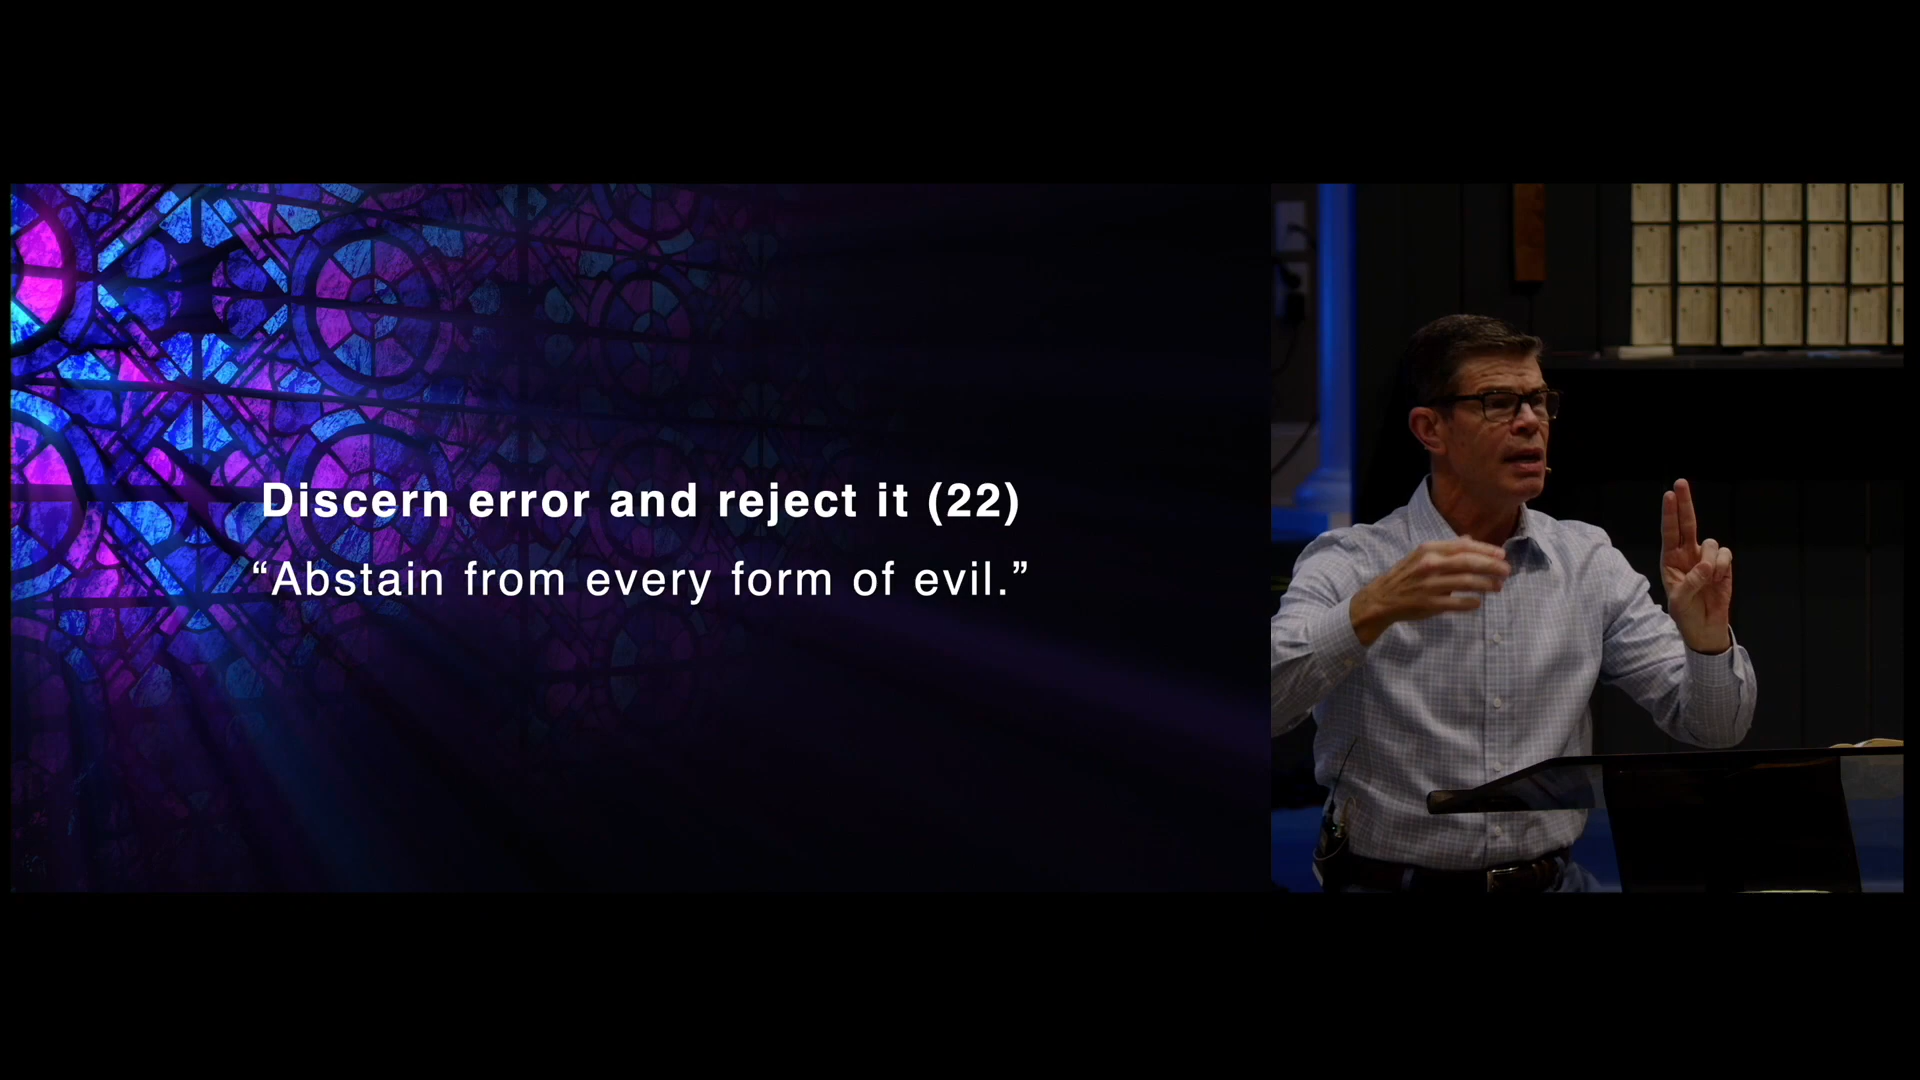 Discern error and reject it (22)
“Abstain from every form of evil.”